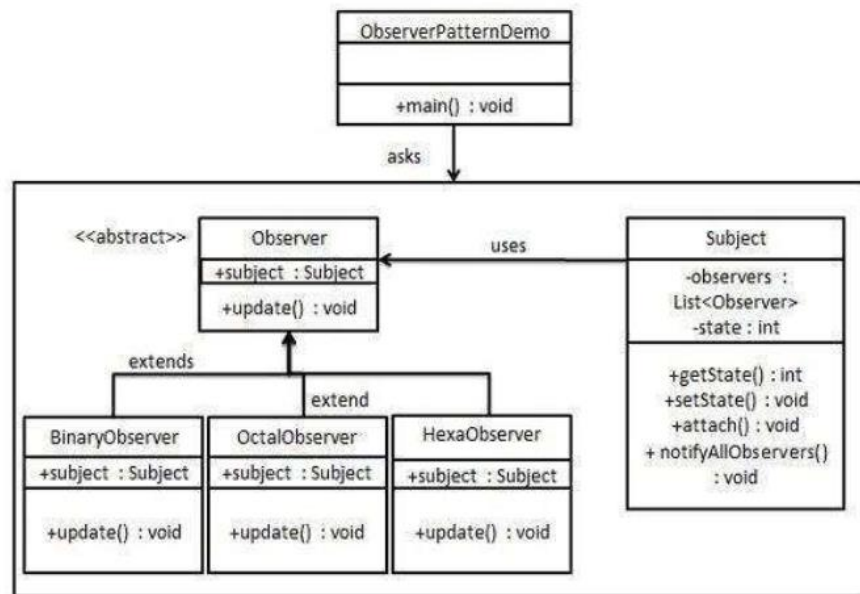 ObserverPatternDemo
+main() : void
asks
<<abstract>>
Observer
+subject : Subject
+update() : void
uses
Subject
-observers :
List<Observer>
-state : int
+getState() : int
+setState() : void
+attach() : void
+ notifyAllObservers()
: void
extends
extend
BinaryObserver
+subject : Subject
+update() : void
OctalObserver
+subject : Subject
+update() : void
HexaObserver
+subject : Subject
+update() : void